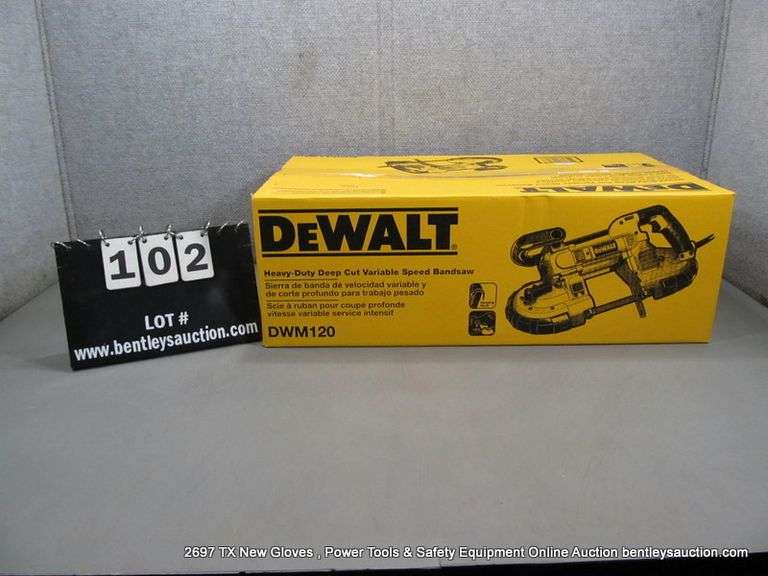 102
LOT #
www.bentleysauction.com
DEWALT
DEWALT
Heavy-Duty Deep Cut Variable Speed Bandsaw
Sierra de banda de velocidad variable y
de corte profundo para trabajo pesado
Scie à ruban pour coupe profonde
vitesse variable service intensif
DWM120
DEWALT
2697 TX New Gloves , Power Tools & Safety Equipment Online Auction bentleysauction.com